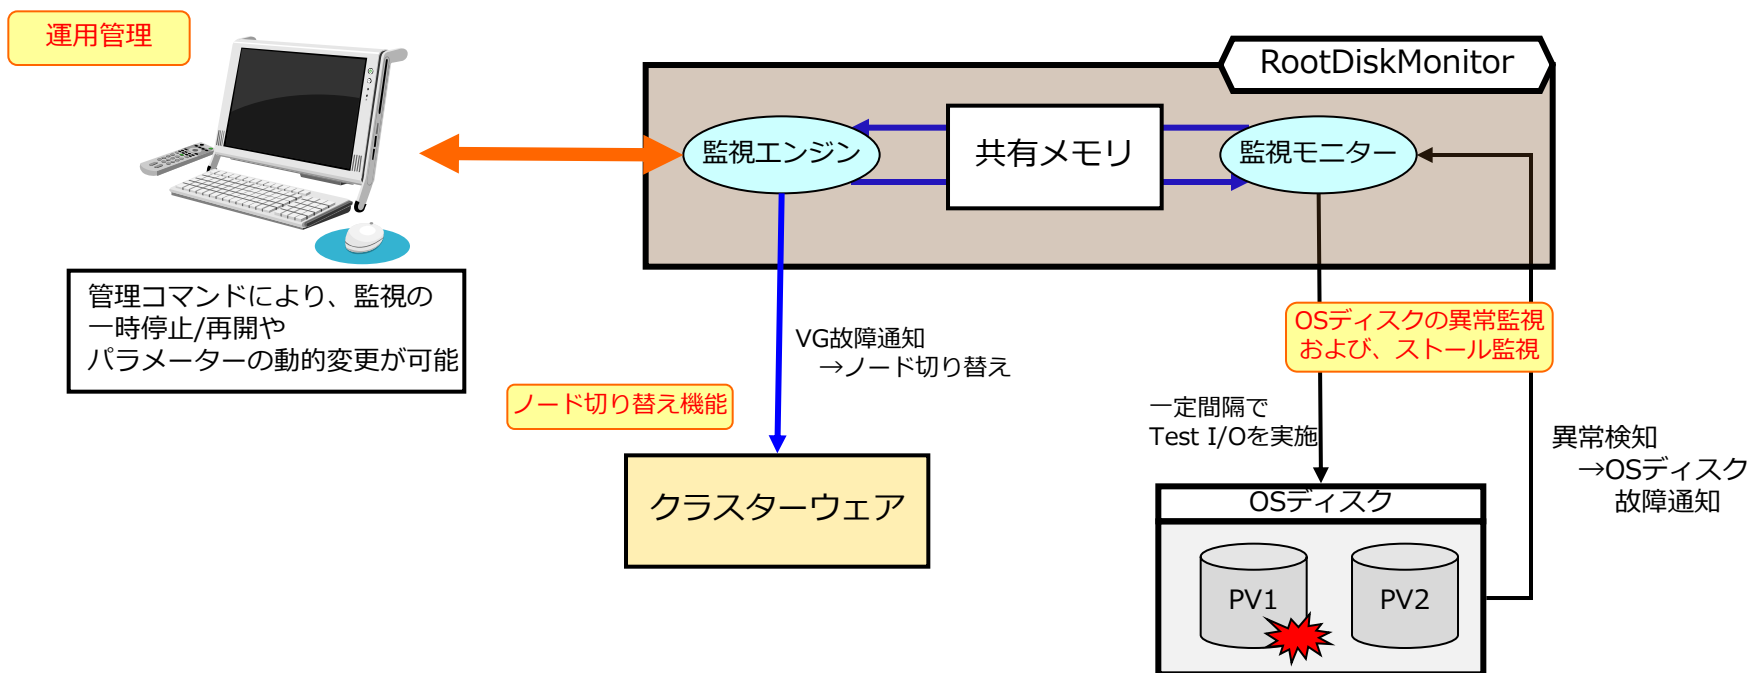 運用管理
RootDiskMonitor
監視エンジン
共有メモリ
監視モニター
管理コマンドにより、監視の
一時停止/再開や
パラメーターの動的変更が可能
VG故障通知
→ノード切り替え
OSディスクの異常監視
および、ストール監視
ノード切り替え機能
一定間隔で
Test I/Oを実施
異常検知
→OSディスク
故障通知
クラスターウェア
OSディスク
PV1
PV2